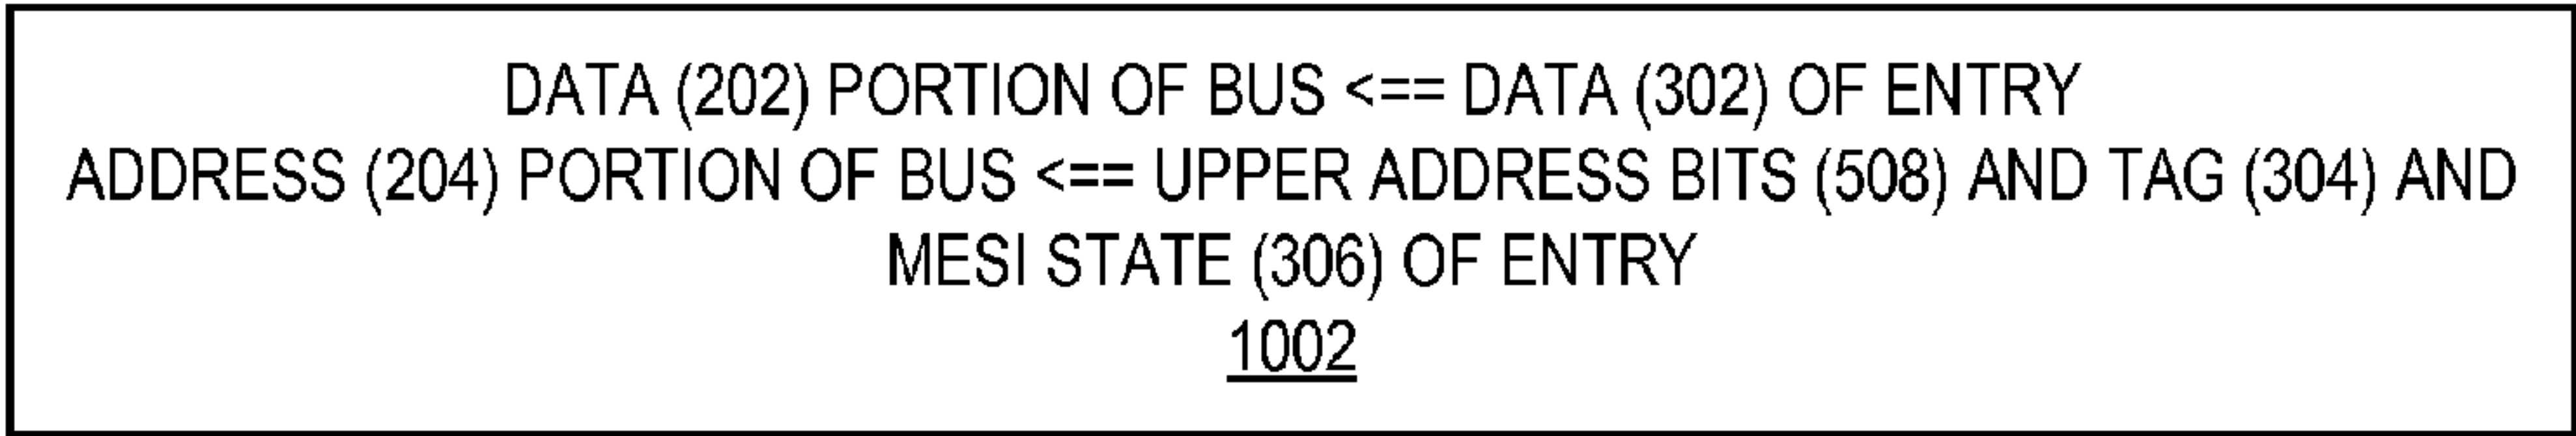 DATA (202) PORTION OF BUS <== DATA (302) OF ENTRY
ADDRESS (204) PORTION OF BUS <== UPPER ADDRESS BITS (508) AND TAG (304) AND
MESI STATE (306) OF ENTRY
1002